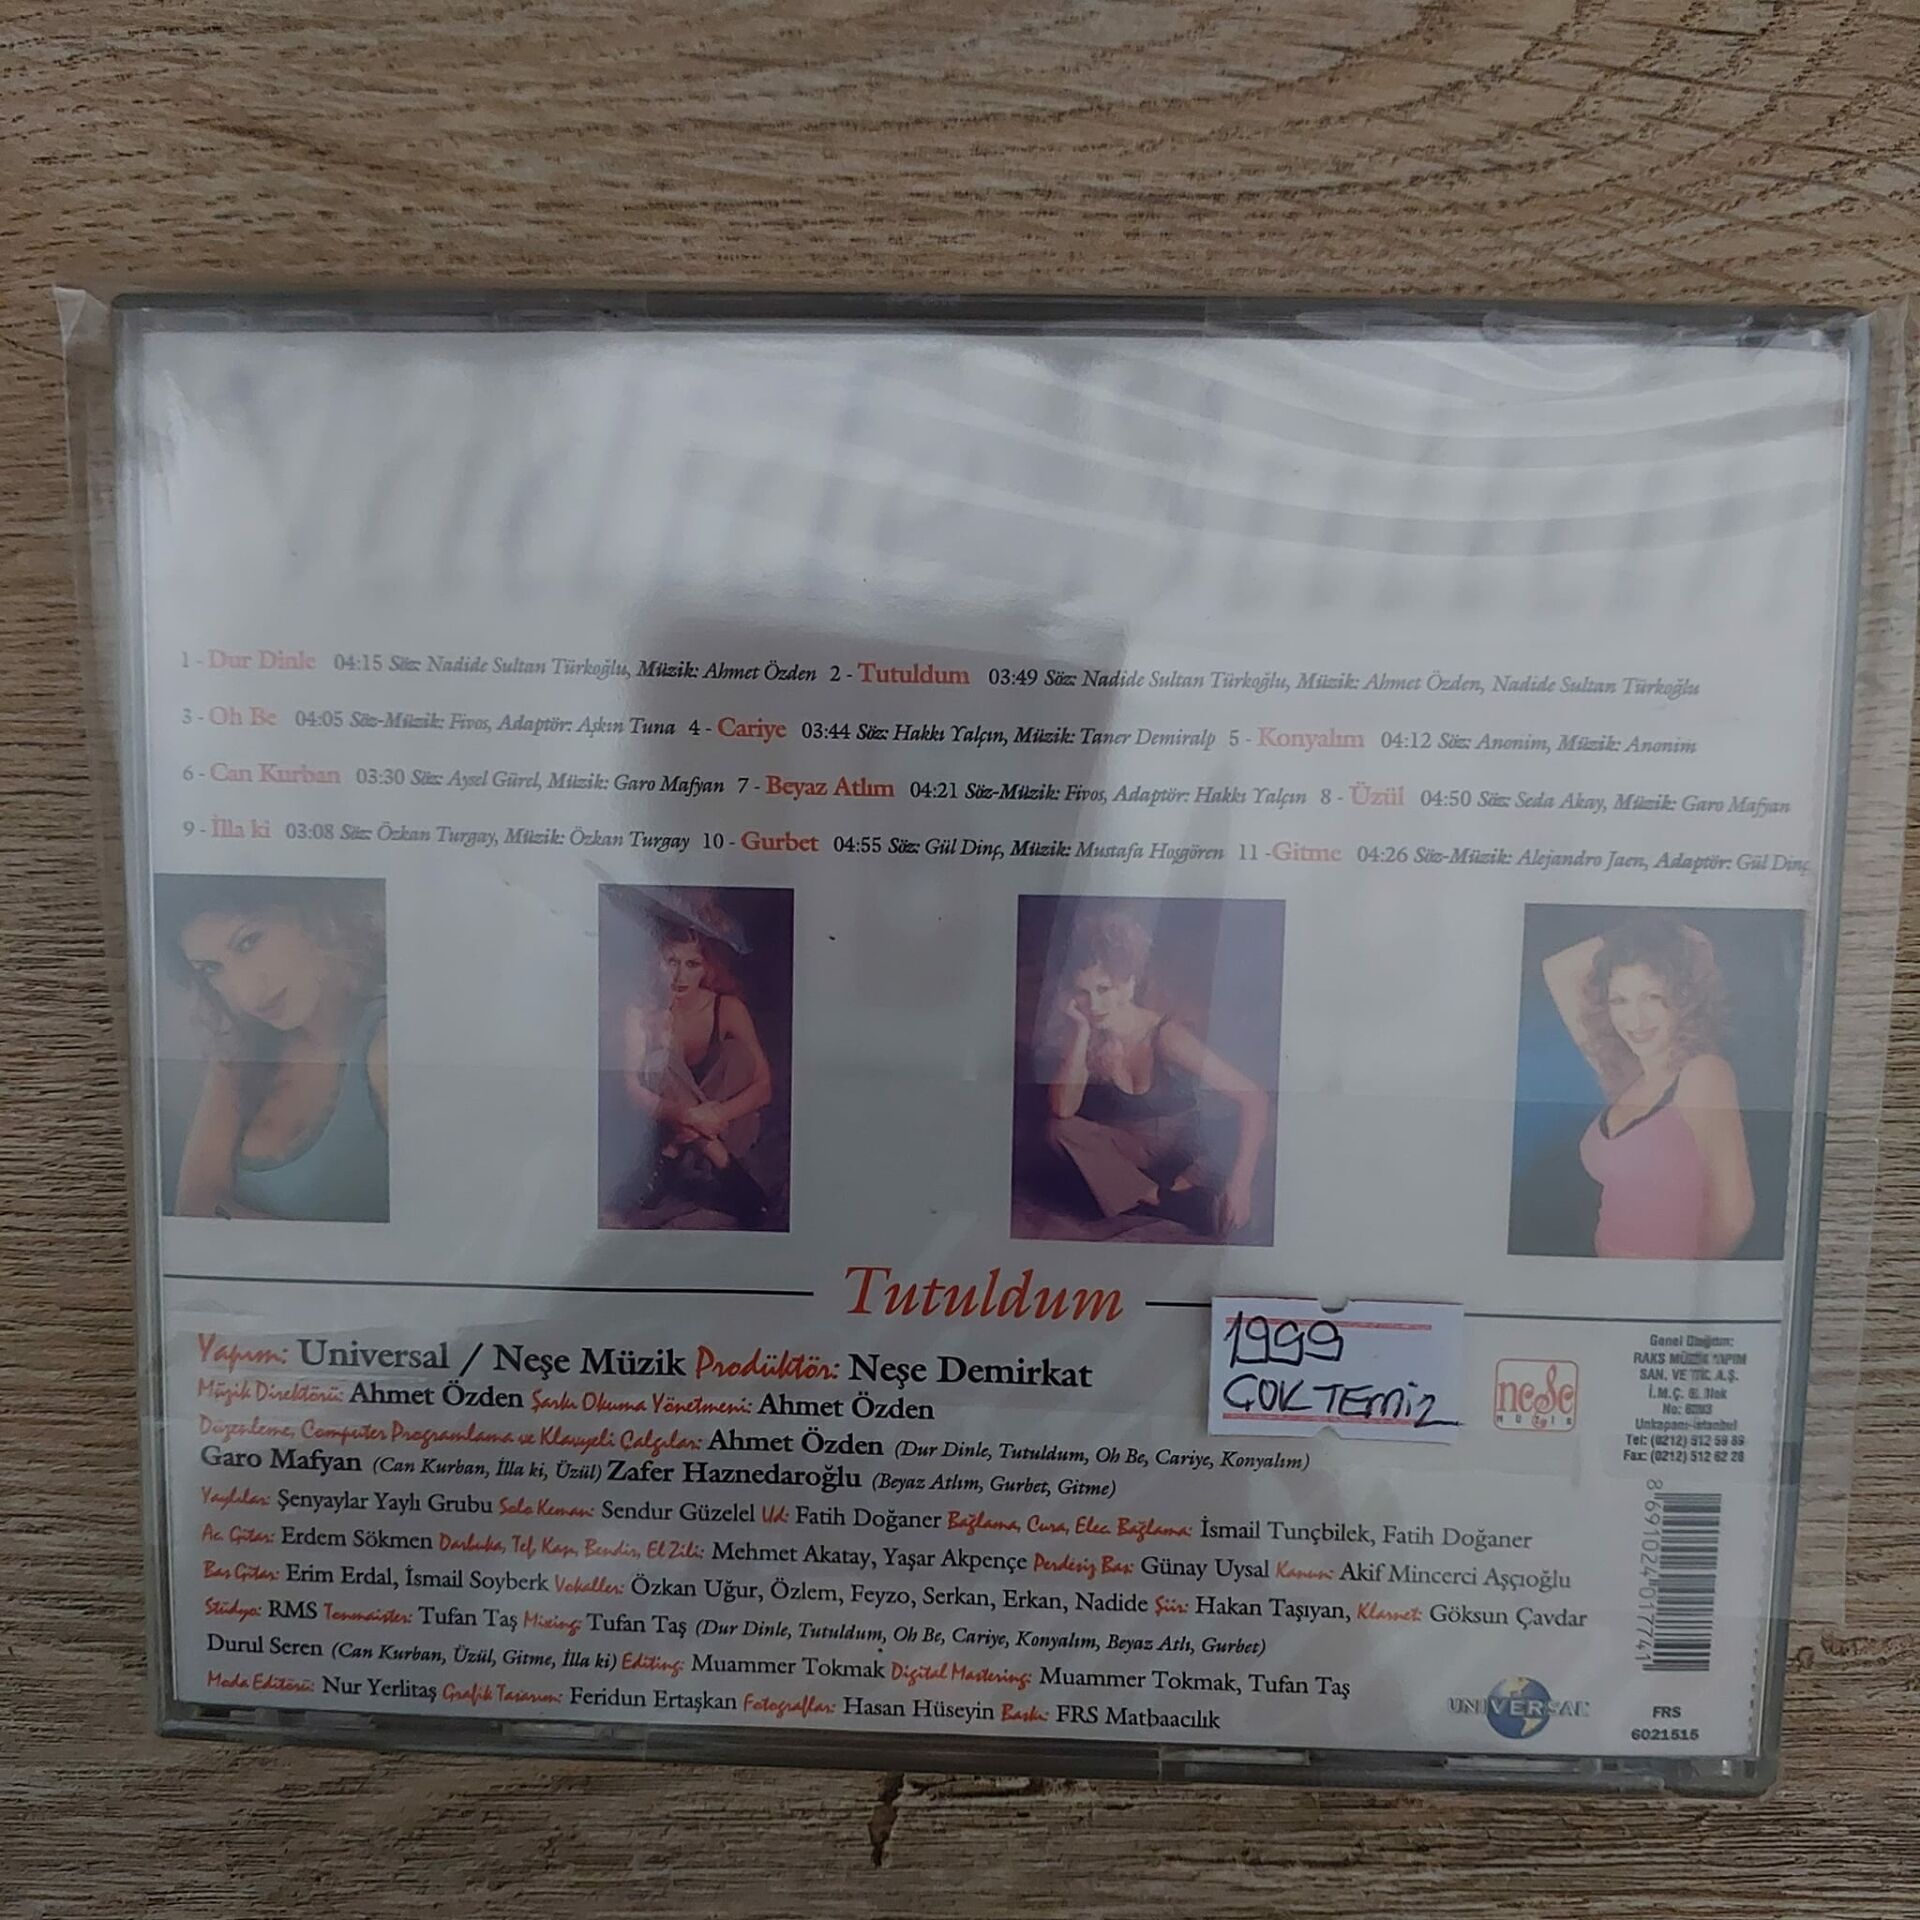 1 - Dur Dinle 04:15 Söz: Nadide Sultan Türkoğlu, Müzik: Ahmet Özden 2 - Tutuldum 03:49 Söz: Nadide Sultan Türkoğlu, Müzik: Ahmet Özden, Nadide Sultan Türkoğlu
3 - Oh Be 04:05 Söz-Müzik: Fivos, Adaptör: Aşkın Tuna 4 - Cariye 03:44 Söz: Hakkı Yalçın, Müzik: Taner Demiralp 5 - Konyalım 04:12 Söz: Anonim, Müzik: Anonim
6 - Can Kurban 03:30 Söz: Aysel Gürel, Müzik: Garo Mafyan 7 - Beyaz Atlım 04:21 Söz-Müzik: Fivos, Adaptör: Hakkı Yalçın 8 - Üzül 04:50 Söz: Seda Akay, Müzik: Garo Mafyan
9 - İlla ki 03:08 Söz: Özkan Turgay, Müzik: Özkan Turgay 10 - Gurbet 04:55 Söz: Gül Dinç, Müzik: Mustafa Hoşgören 11 -Gitme 04:26 Söz-Müzik: Alejandro Jaen, Adaptör: Gül Dinç
Tutuldum
1999
ÇOK TEMİZ
Yapım: Universal / Neşe Müzik Prodüktör: Neşe Demirkat
Müzik Direktörü: Ahmet Özden Şarkı Okuma Yönetmeni: Ahmet Özden
Düzenleme, Computer Programlama ve Klavyeli Çalgılar: Ahmet Özden (Dur Dinle, Tutuldum, Oh Be, Cariye, Konyalım)
Garo Mafyan (Can Kurban, İlla ki, Üzül) Zafer Haznedaroğlu (Beyaz Atlım, Gurbet, Gitme)
Yaylılar: Şenyaylar Yaylı Grubu Solo Keman: Sendur Güzelel Ud: Fatih Doğaner Bağlama, Cura, Elec. Bağlama: İsmail Tunçbilek, Fatih Doğaner
Ac. Gitar: Erdem Sökmen Darbuka, Tef, Kaşı, Bendir, El Zili: Mehmet Akatay, Yaşar Akpençe Perdesiz Bas: Günay Uysal Kanun: Akif Mincerci Aşçıoğlu
Bas Gitar: Erim Erdal, İsmail Soyberk Vokaller: Özkan Uğur, Özlem, Feyzo, Serkan, Erkan, Nadide Şiir: Hakan Taşıyan, Klarnet: Göksun Çavdar
Stüdyo: RMS Tonmaister: Tufan Taş Mixing: Tufan Taş (Dur Dinle, Tutuldum, Oh Be, Cariye, Konyalım, Beyaz Atlı, Gurbet)
Durul Seren (Can Kurban, Üzül, Gitme, İlla ki) Editing: Muammer Tokmak Digital Mastering: Muammer Tokmak, Tufan Taş
Moda Editörü: Nur Yerlitaş Grafik Tasarım: Feridun Ertaşkan Fotoğraflar: Hasan Hüseyin Baskı: FRS Matbaacılık
neşe
MÜZİK
Genel Dağıtım:
RAKS MÜZİK YAPIM
SAN. VE TİC. A.Ş.
İ.M.Ç. 6. Blok
Unkapanı-İstanbul
Tel: (0212) 512 59 89
Fax: (0212) 512 62 28
8 691024 017741
UNIVERSAL
FRS
6021515